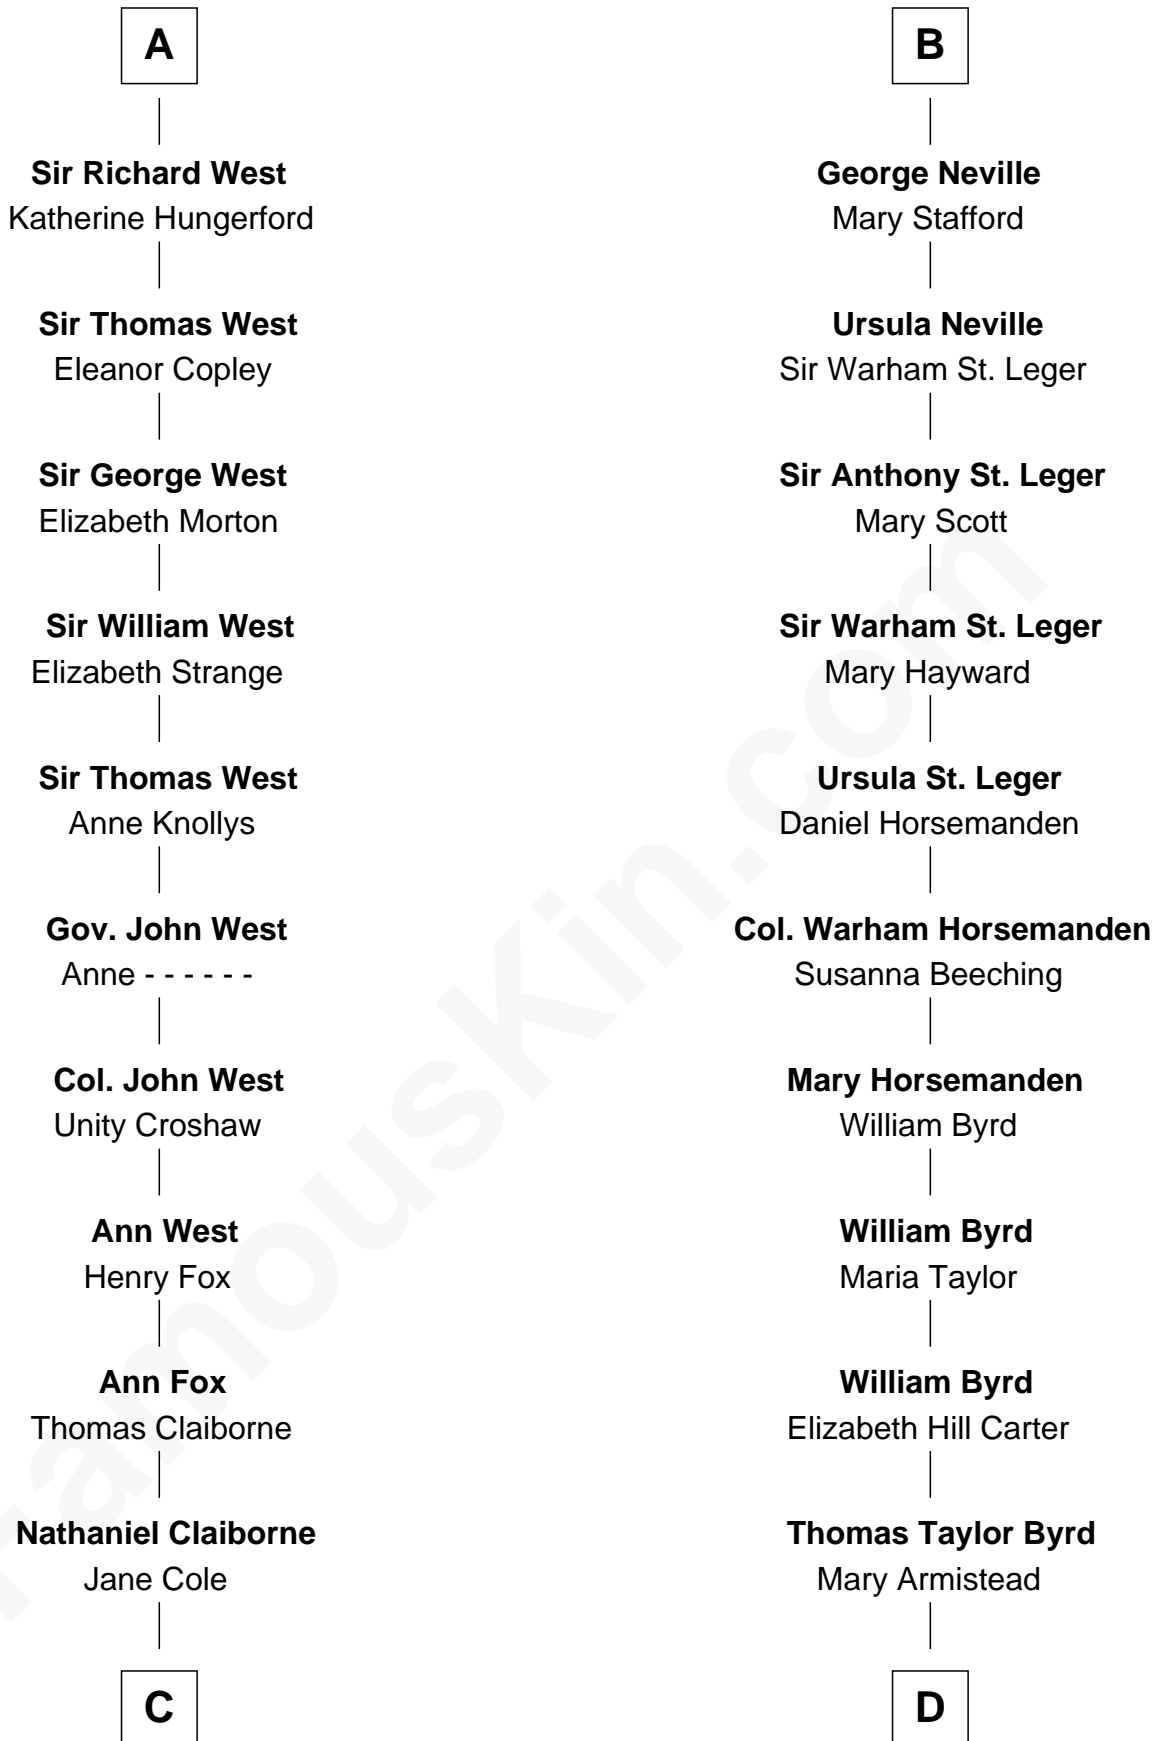 A
Sir Richard West
Katherine Hungerford
Sir Thomas West
Eleanor Copley
Sir George West
Elizabeth Morton
Sir William West
Elizabeth Strange
Sir Thomas West
Anne Knollys
Gov. John West
Anne - - - - - -
Col. John West
Unity Croshaw
Ann West
Henry Fox
Ann Fox
Thomas Claiborne
Nathaniel Claiborne
Jane Cole
C
B
George Neville
Mary Stafford
Ursula Neville
Sir Warham St. Leger
Sir Anthony St. Leger
Mary Scott
Sir Warham St. Leger
Mary Hayward
Ursula St. Leger
Daniel Horsemanden
Col. Warham Horsemanden
Susanna Beeching
Mary Horsemanden
William Byrd
William Byrd
Maria Taylor
William Byrd
Elizabeth Hill Carter
Thomas Taylor Byrd
Mary Armistead
D
FamousKin.com